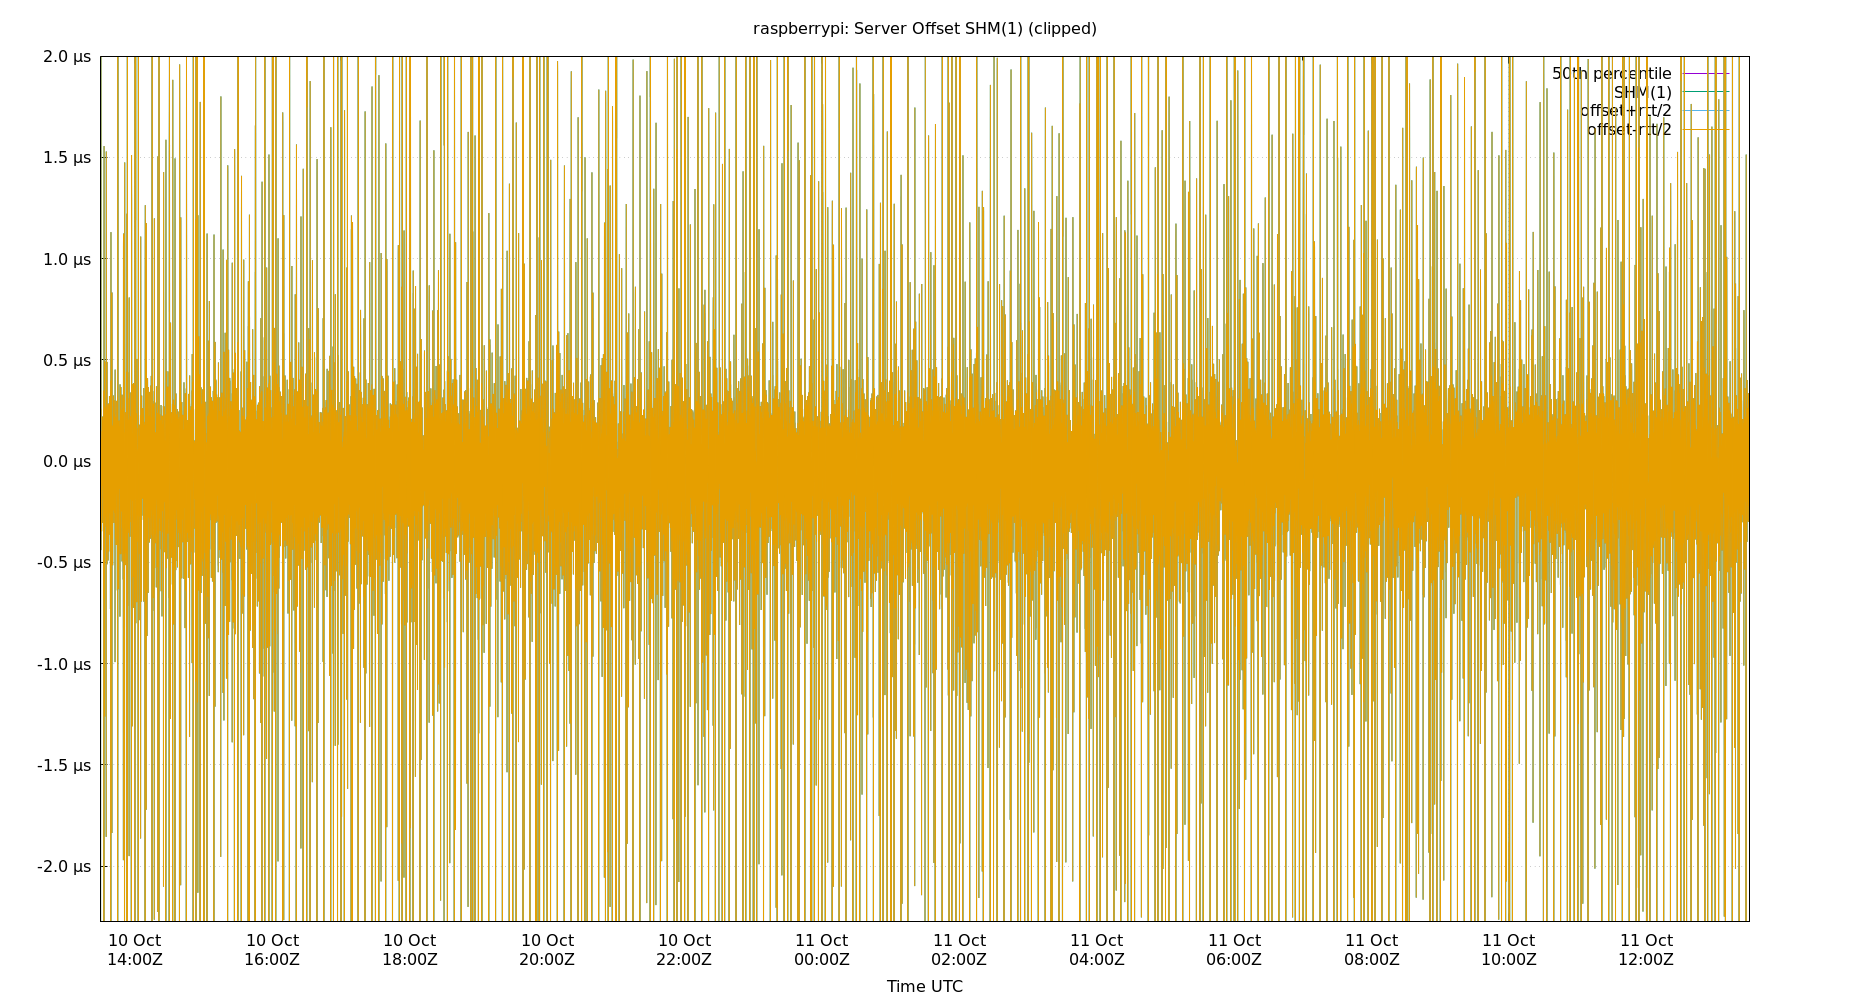 raspberrypi: Server Offset SHM(1) (clipped)
2.0 µs
1.5 µs
1.0 µs
0.5 µs
0.0 µs
-0.5 µs
-1.0 µs
-1.5 µs
-2.0 µs
50th percentile
SHM(1)
offset+rtt/2
offset-rtt/2
10 Oct 10 Oct 10 Oct 10 Oct 10 Oct 11 Oct 11 Oct 11 Oct 11 Oct 11 Oct 11 Oct 11 Oct
14:00Z 16:00Z 18:00Z 20:00Z 22:00Z 00:00Z 02:00Z 04:00Z 06:00Z 08:00Z 10:00Z 12:00Z
Time UTC